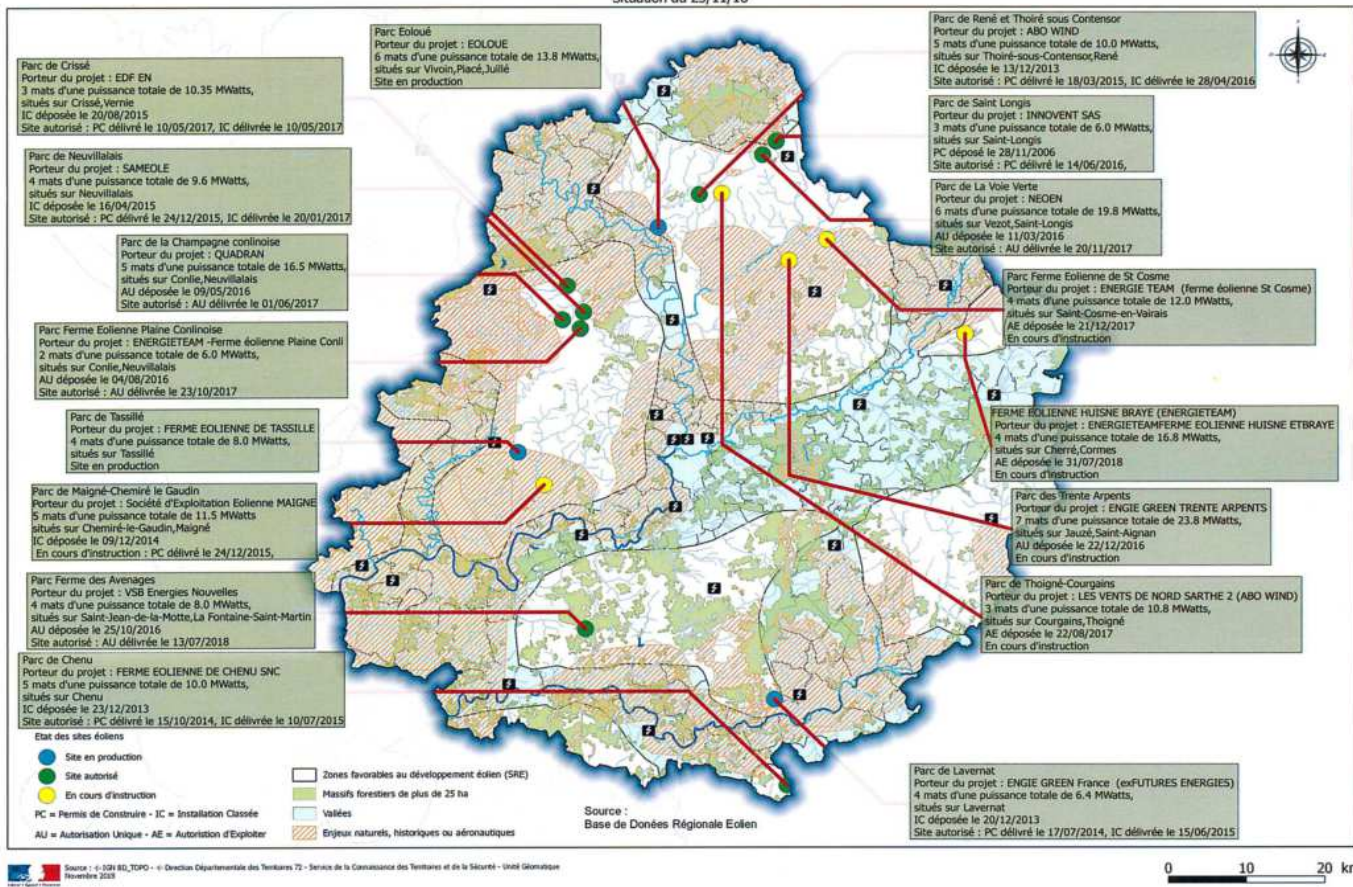 Situation du 23/11/18
Parc Eoloué
Porteur du projet : EOLOUE
6 mats d'une puissance totale de 13.8 MWatts,
situés sur Vivoin,Piacé,Juillé
Site en production
Parc de Crissé
Porteur du projet : EDF EN
3 mats d'une puissance totale de 10.35 MWatts,
situés sur Crissé,Vernie
IC déposée le 20/08/2015
Site autorisé : PC délivré le 10/05/2017, IC délivrée le 10/05/2017
Parc de Neuvillalais
Porteur du projet : SAMEOLE
4 mats d'une puissance totale de 9.6 MWatts,
situés sur Neuvillalais
IC déposée le 16/04/2015
Site autorisé : PC délivré le 24/12/2015, IC délivrée le 20/01/2017
Parc de la Champagne conlinoise
Porteur du projet : QUADRAN
5 mats d'une puissance totale de 16.5 MWatts,
situés sur Conlie,Neuvillalais
AU déposée le 09/05/2016
Site autorisé : AU délivrée le 01/06/2017
Parc Ferme Eolienne Plaine Conlinoise
Porteur du projet : ENERGIETEAM -Ferme éolienne Plaine Conli
2 mats d'une puissance totale de 6.0 MWatts,
situés sur Conlie,Neuvillalais
AU déposée le 04/08/2016
Site autorisé : AU délivrée le 23/10/2017
Parc de Tassillé
Porteur du projet : FERME EOLIENNE DE TASSILLE
4 mats d'une puissance totale de 8.0 MWatts,
situés sur Tassillé
Site en production
Parc de Maigné-Chemiré le Gaudin
Porteur du projet : Société d'Exploitation Eolienne MAIGNE
5 mats d'une puissance totale de 11.5 MWatts
situés sur Chemiré-le-Gaudin,Maigné
IC déposée le 09/12/2014
En cours d'instruction : PC délivré le 24/12/2015,
Parc Ferme des Avenages
Porteur du projet : VSB Energies Nouvelles
4 mats d'une puissance totale de 8.0 MWatts,
situés sur Saint-Jean-de-la-Motte,La Fontaine-Saint-Martin
AU déposée le 25/10/2016
Site autorisé : AU délivrée le 13/07/2018
Parc de Chenu
Porteur du projet : FERME EOLIENNE DE CHENU SNC
5 mats d'une puissance totale de 10.0 MWatts,
situés sur Chenu
IC déposée le 23/12/2013
Site autorisé : PC délivré le 15/10/2014, IC délivrée le 10/07/2015
Parc de René et Thoiré sous Contensor
Porteur du projet : ABO WIND
5 mats d'une puissance totale de 10.0 MWatts,
situés sur Thoiré-sous-Contensor,René
IC déposée le 13/12/2013
Site autorisé : PC délivré le 18/03/2015, IC délivrée le 28/04/2016
Parc de Saint Longis
Porteur du projet : INNOVENT SAS
3 mats d'une puissance totale de 6.0 MWatts,
situés sur Saint-Longis
PC déposé le 28/11/2006
Site autorisé : PC délivré le 14/06/2016,
Parc de La Voie Verte
Porteur du projet : NEOEN
6 mats d'une puissance totale de 19.8 MWatts,
situés sur Vezot,Saint-Longis
AU déposée le 11/03/2016
Site autorisé : AU délivrée le 20/11/2017
Parc Ferme Eolienne de St Cosme
Porteur du projet : ENERGIE TEAM (ferme éolienne St Cosme)
4 mats d'une puissance totale de 12.0 MWatts,
situés sur Saint-Cosme-en-Vairais
AE déposée le 21/12/2017
En cours d'instruction
FERME EOLIENNE HUISNE BRAYE (ENERGIETEAM)
Porteur du projet : ENERGIETEAMFERME EOLIENNE HUISNE ETBRAYE
4 mats d'une puissance totale de 16.8 MWatts,
situés sur Cherré,Cormes
AE déposée le 31/07/2018
En cours d'instruction
Parc des Trente Arpents
Porteur du projet : ENGIE GREEN TRENTE ARPENTS
7 mats d'une puissance totale de 23.8 MWatts,
situés sur Jauzé,Saint-Aignan
AU déposée le 22/12/2016
En cours d'instruction
Parc de Thoigné-Courgains
Porteur du projet : LES VENTS DE NORD SARTHE 2 (ABO WIND)
3 mats d'une puissance totale de 10.8 MWatts,
situés sur Courgains,Thoigné
AE déposée le 22/08/2017
En cours d'instruction
Parc de Lavernat
Porteur du projet : ENGIE GREEN France (exFUTURES ENERGIES)
4 mats d'une puissance totale de 6.4 MWatts,
situés sur Lavernat
IC déposée le 20/12/2013
Site autorisé : PC délivré le 17/07/2014, IC délivrée le 15/06/2015
Etat des sites éoliens
Site en production
Site autorisé
En cours d'instruction
PC = Permis de Construire - IC = Installation Classée
AU = Autorisation Unique - AE = Autoristion d'Exploiter
Zones favorables au développement éolien (SRE)
Massifs forestiers de plus de 25 ha
Vallées
Enjeux naturels, historiques ou aéronautiques
Source :
Base de Donées Régionale Eolien
Source : © IGN BD_TOPO - © Direction Départementale des Territoires 72 - Service de la Connaissance des Territoires et de la Sécurité - Unité Géomatique
Novembre 2018
0 10 20 km